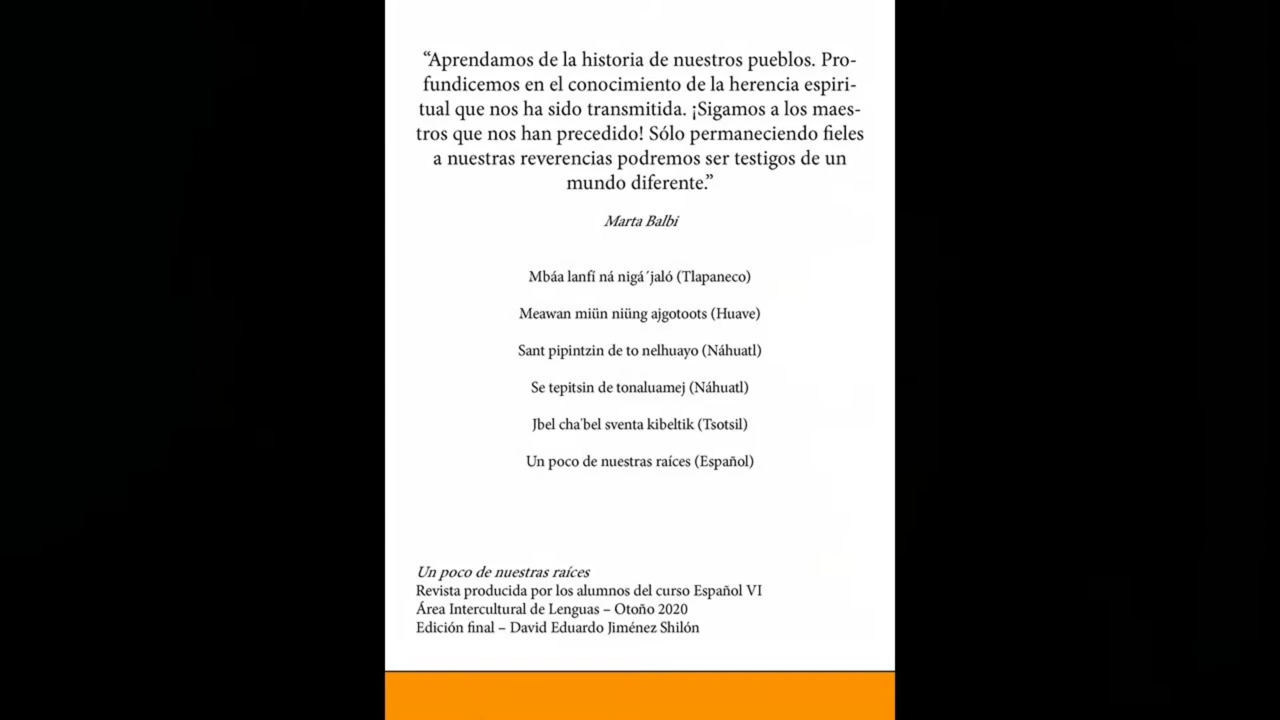 “Aprendamos de la historia de nuestros pueblos. Pro-
fundicemos en el conocimiento de la herencia espiri-
tual que nos ha sido transmitida. ¡Sigamos a los maes-
tros que nos han precedido! Sólo permaneciendo fieles
a nuestras reverencias podremos ser testigos de un
mundo diferente.”
Marta Balbi
Mbáa lanfí ná nigá´jaló (Tlapaneco)
Meawan miün niüng ajgotoots (Huave)
Sant pipintzin de to nelhuayo (Náhuatl)
Se tepitsin de tonaluamej (Náhuatl)
Jbel cha'bel sventa kibeltik (Tsotsil)
Un poco de nuestras raíces (Español)
Un poco de nuestras raíces
Revista producida por los alumnos del curso Español VI
Área Intercultural de Lenguas – Otoño 2020
Edición final – David Eduardo Jiménez Shilón